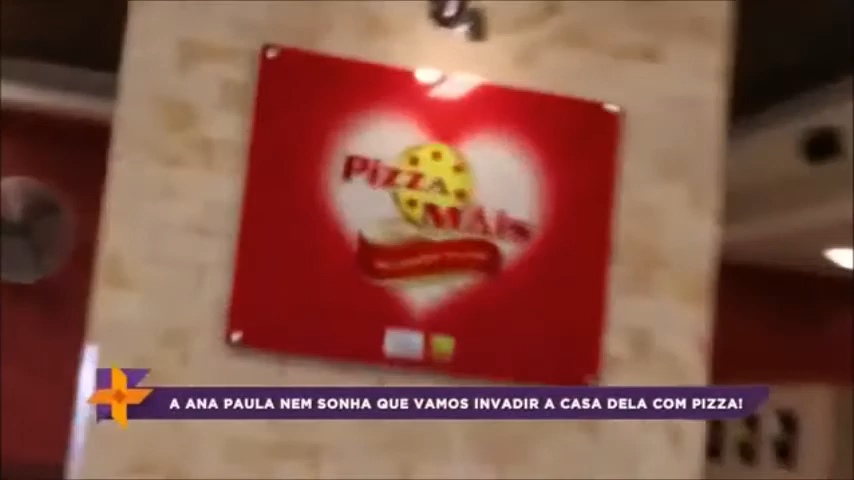 PIZZA
MAIS
A ANA PAULA NEM SONHA QUE VAMOS INVADIR A CASA DELA COM PIZZA!